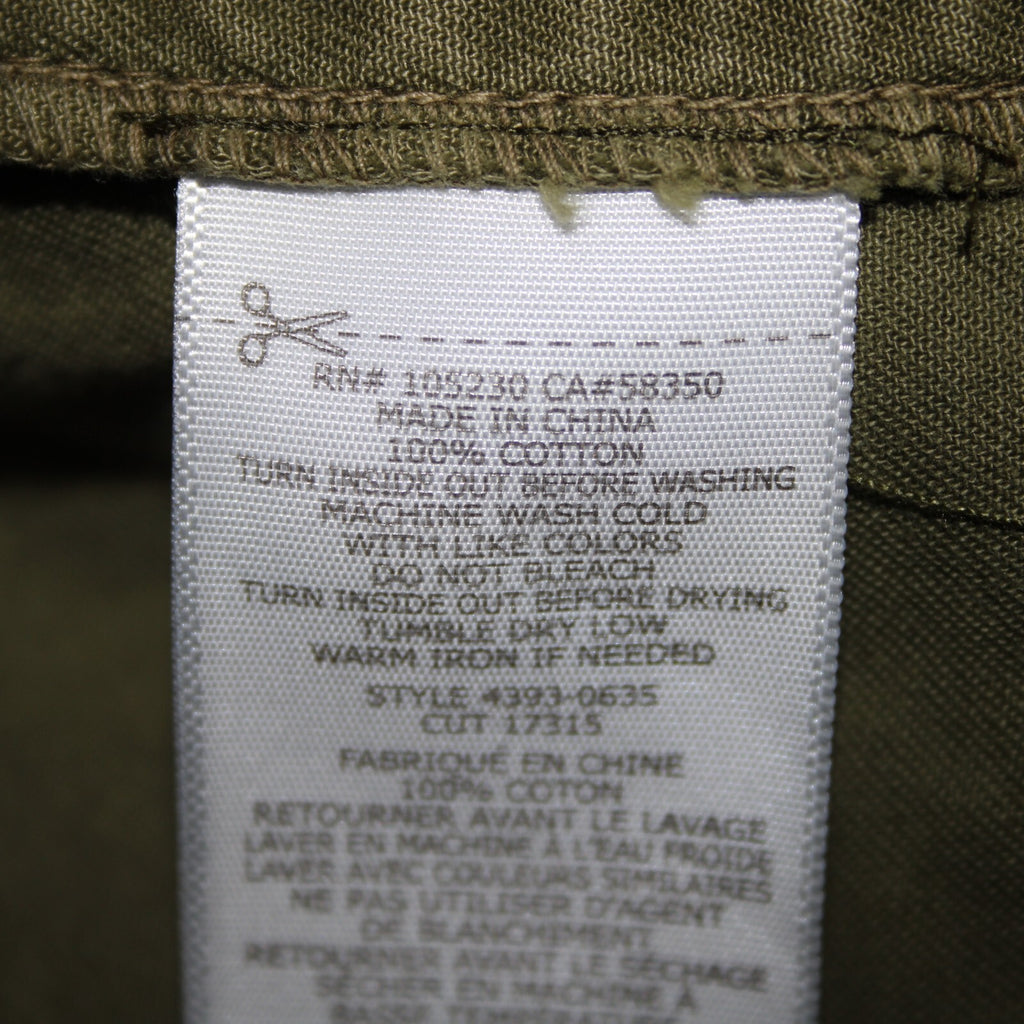 RN# 105230 CA#58350
MADE IN CHINA
100% COTTON
TURN INSIDE OUT BEFORE WASHING
MACHINE WASH COLD
WITH LIKE COLORS
DO NOT BLEACH
TURN INSIDE OUT BEFORE DRYING
TUMBLE DRY LOW
WARM IRON IF NEEDED
STYLE 4393-0635
CUT 17315
FABRIQUÉ EN CHINE
100% COTON
RETOURNER AVANT LE LAVAGE
LAVER EN MACHINE À L'EAU FROIDE
LAVER AVEC COULEURS SIMILAIRES
NE PAS UTILISER D'AGENT
DE BLANCHIMENT
RETOURNER AVANT LE SÉCHAGE
SÉCHER EN MACHINE À
BASSE TEMPÉRATURE